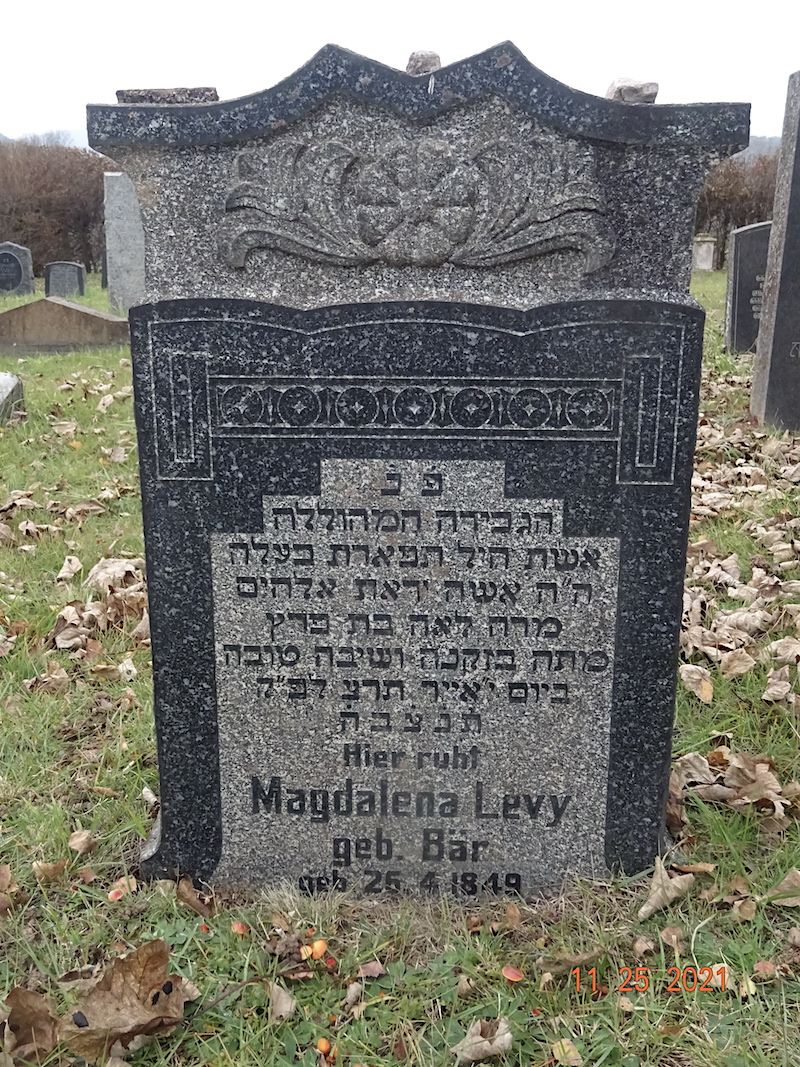 פ נ
הגבירה המהוללה
אשת חיל תפארת בעלה
ה"ה אשה יראת אלהים
מרה לאה בת פרץ
מתה בזקנה ושיבה טובה
ביום י' אייר תרצ לפ"ק
ת נ צ ב ה
Hier ruht
Magdalena Levy
geb. Bär
geb 25. 4. 1849
11. 25 2021